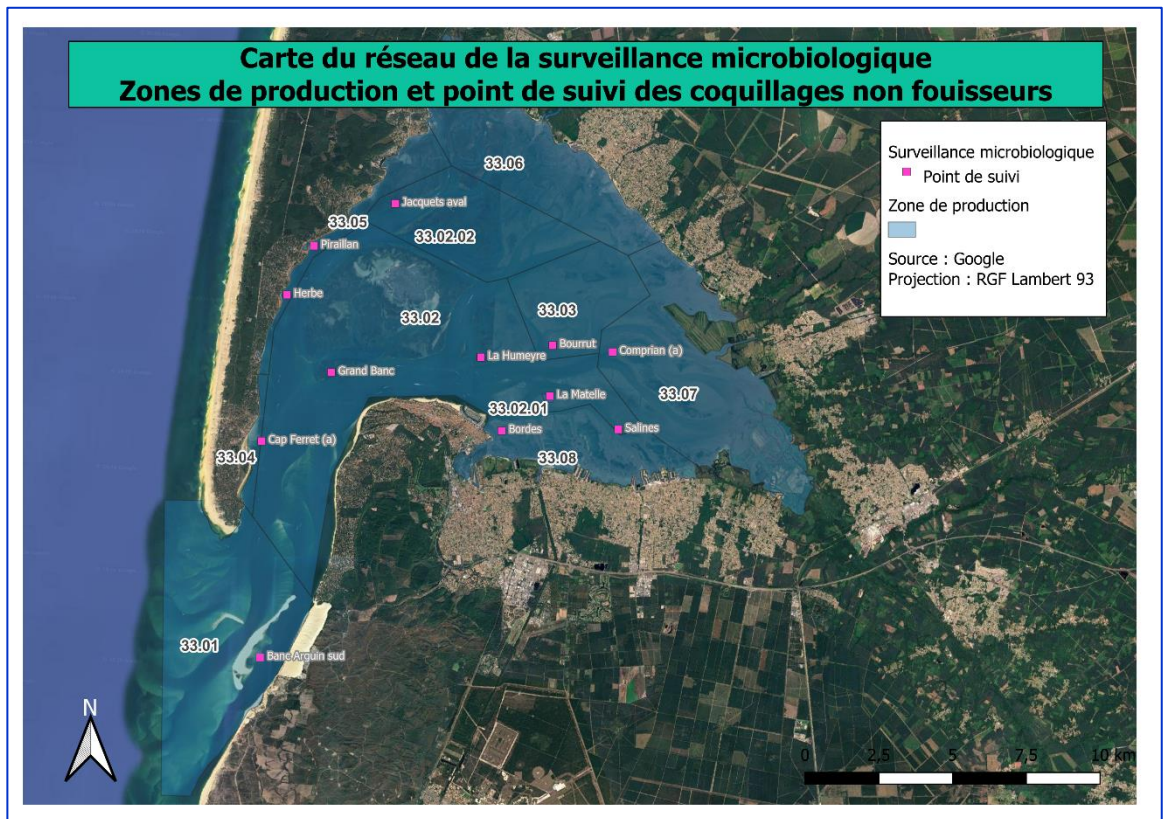 Carte du réseau de la surveillance microbiologique
Zones de production et point de suivi des coquillages non fouisseurs
Surveillance microbiologique
Point de suivi
Zone de production
Source : Google
Projection : RGF Lambert 93
33.06
Jacquets aval
33.05
33.02.02
Piraillan
Herbe
33.02
33.03
Bourrut
Comprian (a)
La Humeyre
Grand Banc
33.07
La Matelle
33.02.01
Bordes
Salines
Cap Ferret (a)
33.04
33.08
33.01
Banc Arguin sud
N
0 2,5 5 7,5 10 km